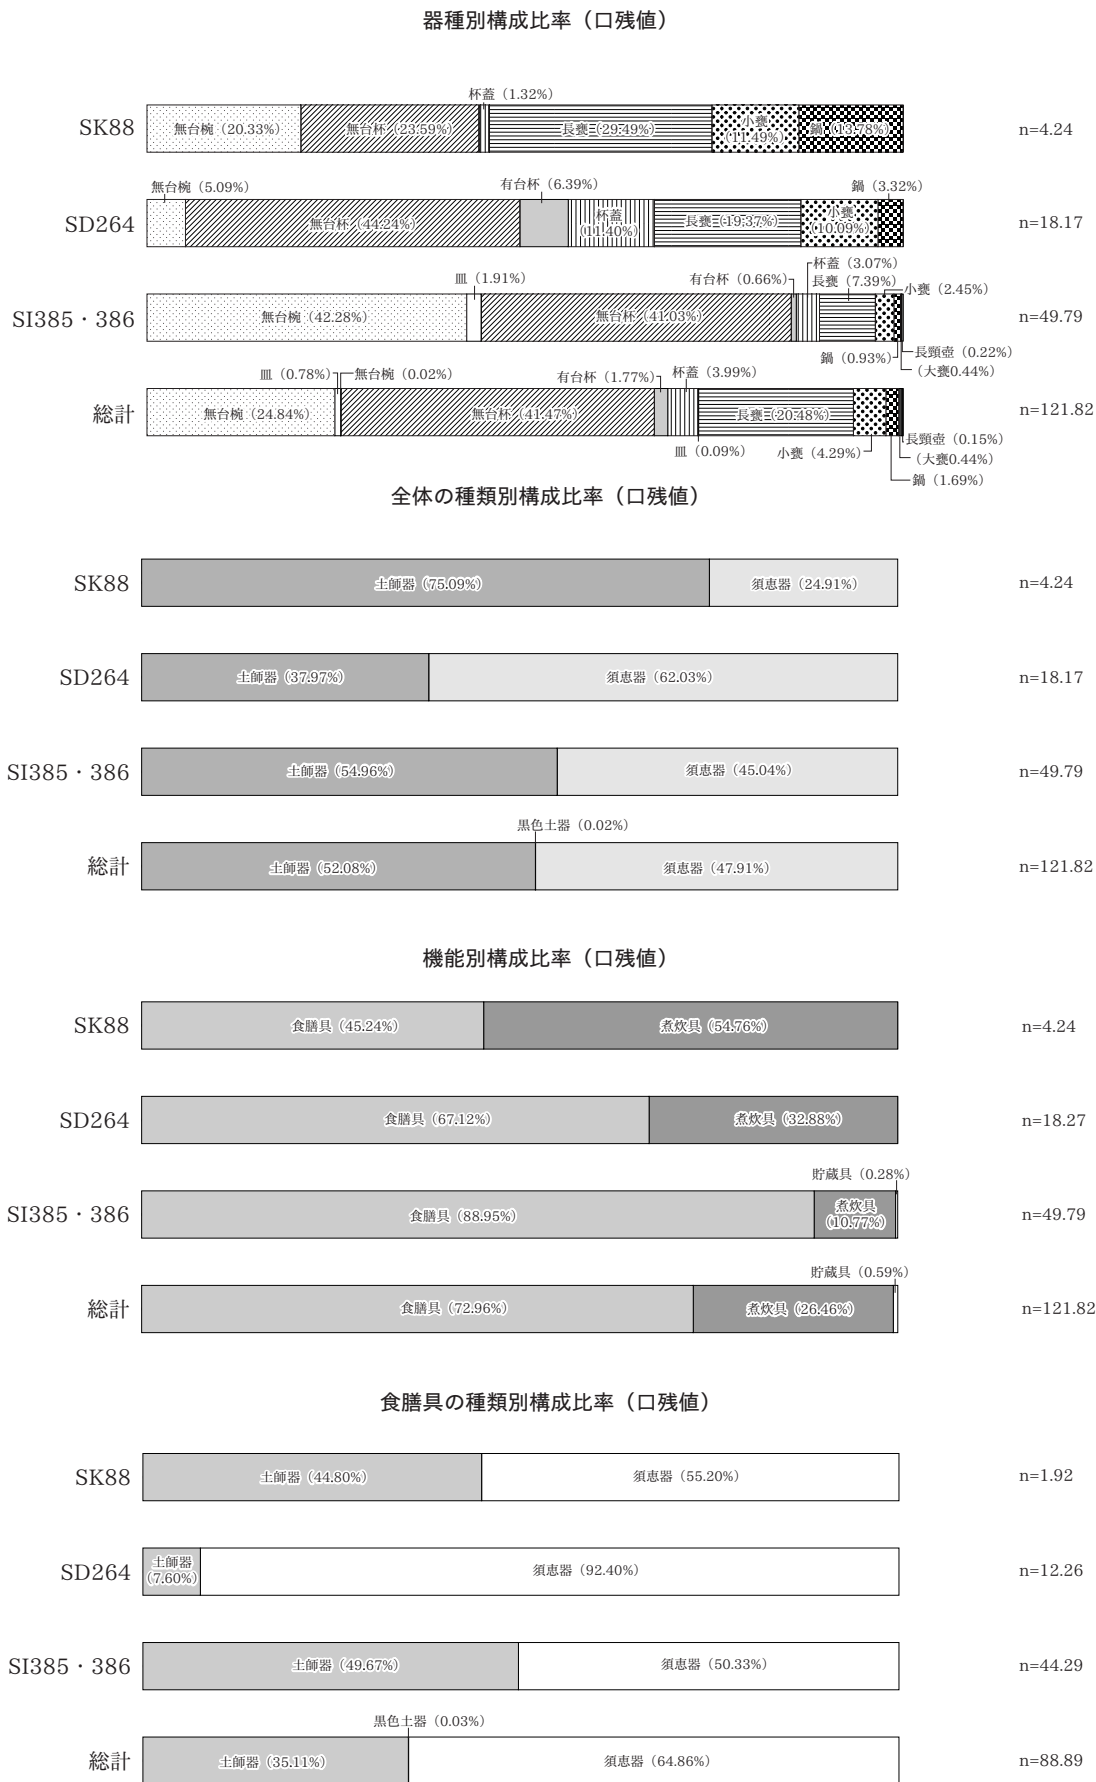 器種別構成比率（口残値）
杯蓋（1.32%）
SK88
無台椀（20.33%）
無台杯（23.59%）
長甕（29.49%）
小甕
（11.49%）
鍋（13.78%）
n=4.24
無台椀（5.09%）
有台杯（6.39%）
鍋（3.32%）
SD264
無台杯（44.24%）
杯蓋
（11.40%）
長甕（19.37%）
小甕
（10.09%）
n=18.17
皿（1.91%）
有台杯（0.66%）
杯蓋（3.07%）
長甕（7.39%）
小甕（2.45%）
SI385・386
無台椀（42.28%）
無台杯（41.03%）
n=49.79
鍋（0.93%）
長頸壺（0.22%）
（大甕0.44%）
皿（0.78%）
無台椀（0.02%）
有台杯（1.77%）
杯蓋（3.99%）
総計
無台椀（24.84%）
無台杯（41.47%）
長甕（20.48%）
n=121.82
皿（0.09%）
小甕（4.29%）
長頸壺（0.15%）
（大甕0.44%）
鍋（1.69%）
全体の種類別構成比率（口残値）
SK88
土師器（75.09%）
須恵器（24.91%）
n=4.24
SD264
土師器（37.97%）
須恵器（62.03%）
n=18.17
SI385・386
土師器（54.96%）
須恵器（45.04%）
n=49.79
黒色土器（0.02%）
総計
土師器（52.08%）
須恵器（47.91%）
n=121.82
機能別構成比率（口残値）
SK88
食膳具（45.24%）
煮炊具（54.76%）
n=4.24
SD264
食膳具（67.12%）
煮炊具（32.88%）
n=18.27
貯蔵具（0.28%）
SI385・386
食膳具（88.95%）
煮炊具
（10.77%）
n=49.79
貯蔵具（0.59%）
総計
食膳具（72.96%）
煮炊具（26.46%）
n=121.82
食膳具の種類別構成比率（口残値）
SK88
土師器（44.80%）
須恵器（55.20%）
n=1.92
SD264
土師器
（7.60%）
須恵器（92.40%）
n=12.26
SI385・386
土師器（49.67%）
須恵器（50.33%）
n=44.29
黒色土器（0.03%）
総計
土師器（35.11%）
須恵器（64.86%）
n=88.89